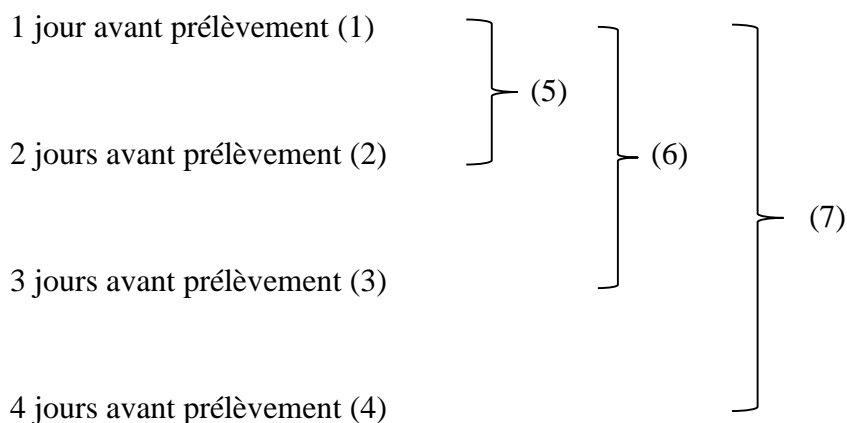 1 jour avant prélèvement (1)
(5)
2 jours avant prélèvement (2)
(6)
(7)
3 jours avant prélèvement (3)
4 jours avant prélèvement (4)